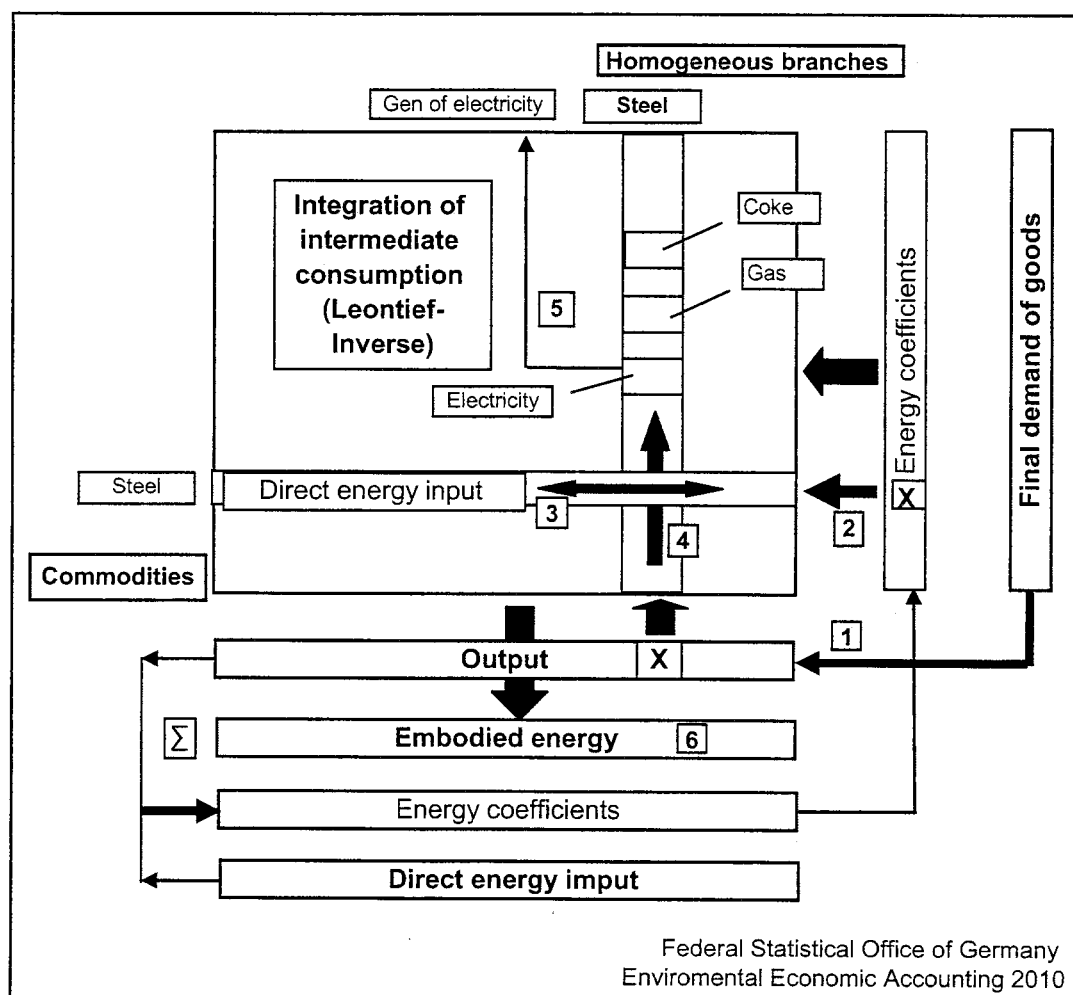 Homogeneous branches
Gen of electricity
Steel
Integration of
intermediate
consumption
(Leontief-
Inverse)
Coke
Gas
5
Electricity
Energy coefficients
X
Final demand of goods
Steel
Direct energy input
3
4
2
Commodities
1
Output
X
∑
Embodied energy
6
Energy coefficients
Direct energy imput
Federal Statistical Office of Germany
Enviromental Economic Accounting 2010